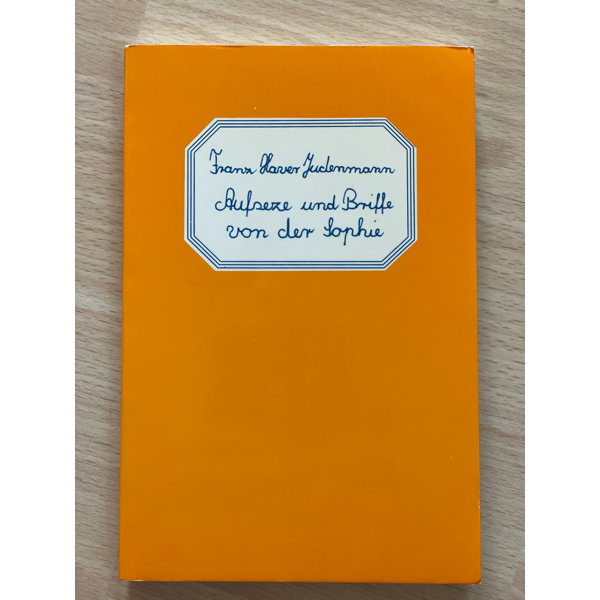 Franz Xaver Judenmann
Aufseze und Briffe
von der Sophie